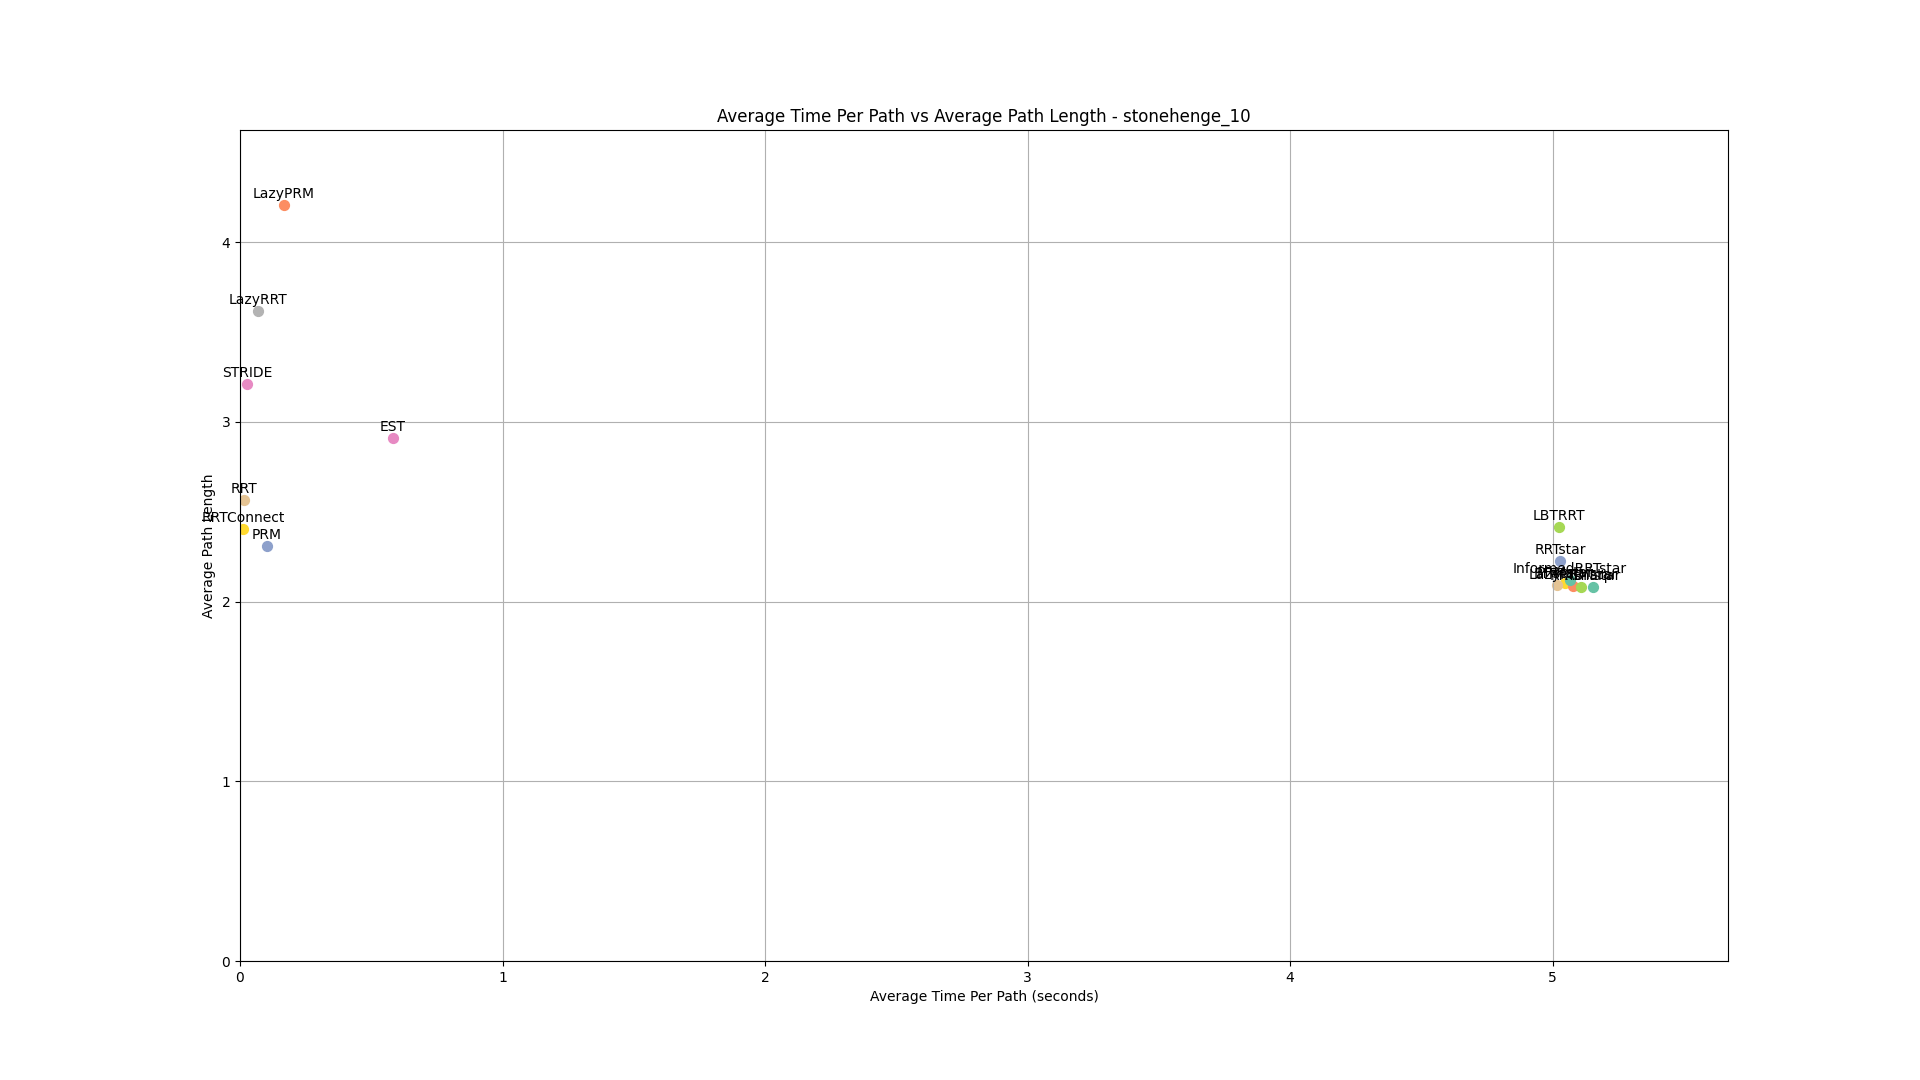 Average Time Per Path vs Average Path Length - stonehenge_10
LazyPRM
4
LazyRRT
STRIDE
3
EST
RRT
RRTConnect
PRM
LBTRRT
RRTstar
InformedRRTstar
Average Path Length
2
1
0
0 1 2 3 4 5
Average Time Per Path (seconds)